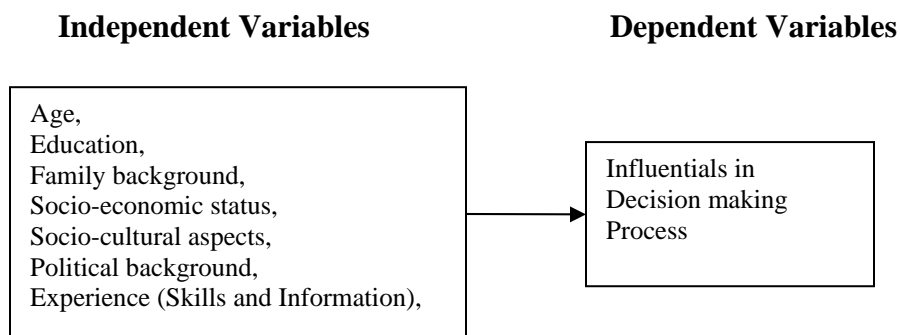 Independent Variables
Dependent Variables
Age,
Education,
Family background,
Socio-economic status,
Socio-cultural aspects,
Political background,
Experience (Skills and Information),
Influentials in
Decision making
Process